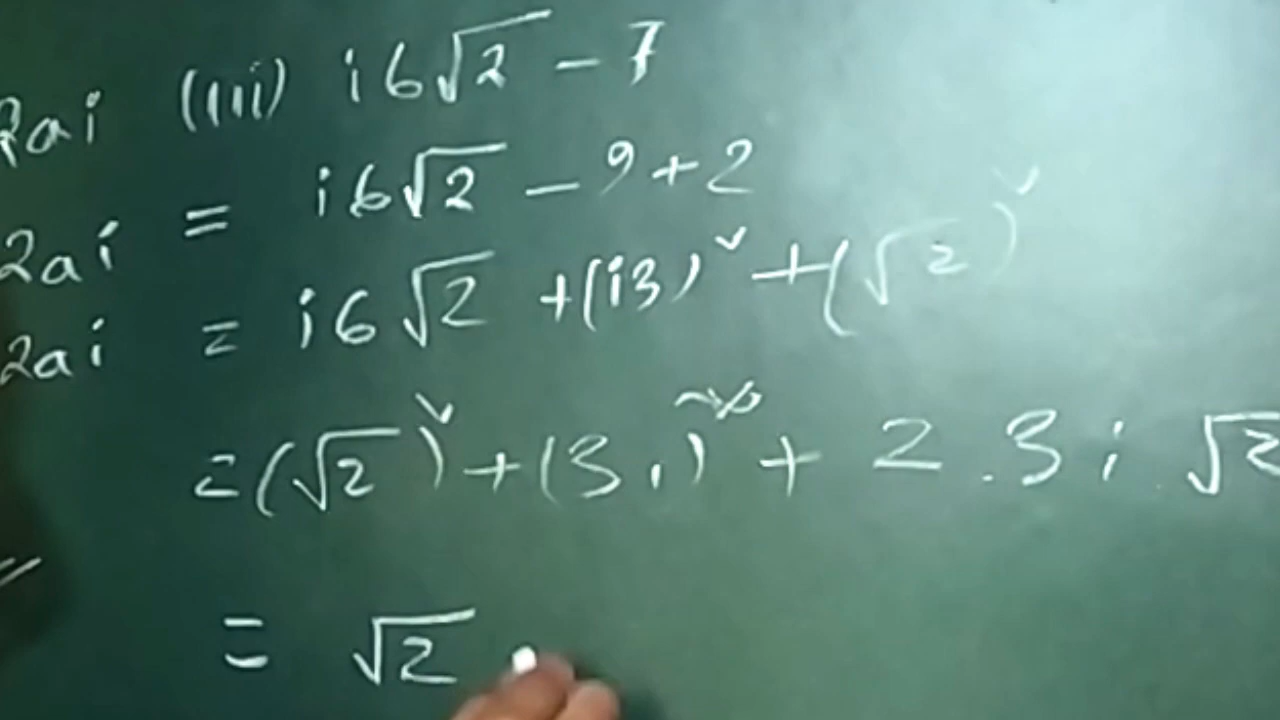 2ai (iii) i6√2 - 7
2ai = i6√2 - 9 + 2
2ai = i6√2 + (i3)² + (√2)²
= (√2)² + (3i)² + 2.3i.√2
= √2